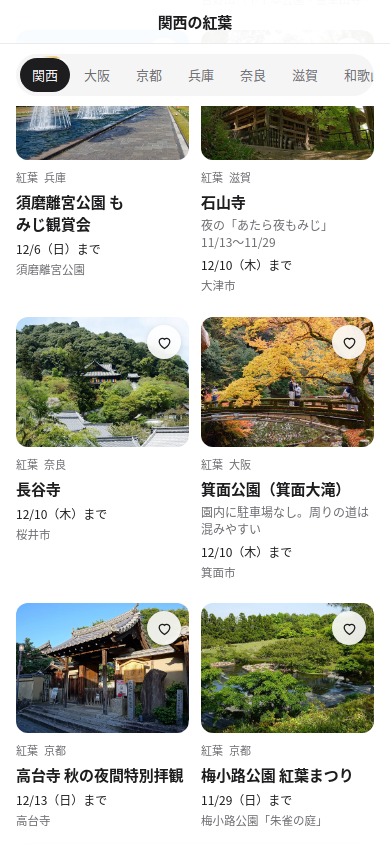 関西の紅葉
関西 大阪 京都 兵庫 奈良 滋賀
紅葉 兵庫
須磨離宮公園 も
みじ観賞会
12/6（日）まで
須磨離宮公園
紅葉 滋賀
石山寺
夜の「あたら夜もみじ」
11/13〜11/29
12/10（木）まで
大津市
紅葉 奈良
長谷寺
12/10（木）まで
桜井市
紅葉 大阪
箕面公園（箕面大滝）
園内に駐車場なし。周りの道は
混みやすい
12/10（木）まで
箕面市
紅葉 京都
高台寺 秋の夜間特別拝観
12/13（日）まで
高台寺
紅葉 京都
梅小路公園 紅葉まつり
11/29（日）まで
梅小路公園「朱雀の庭」